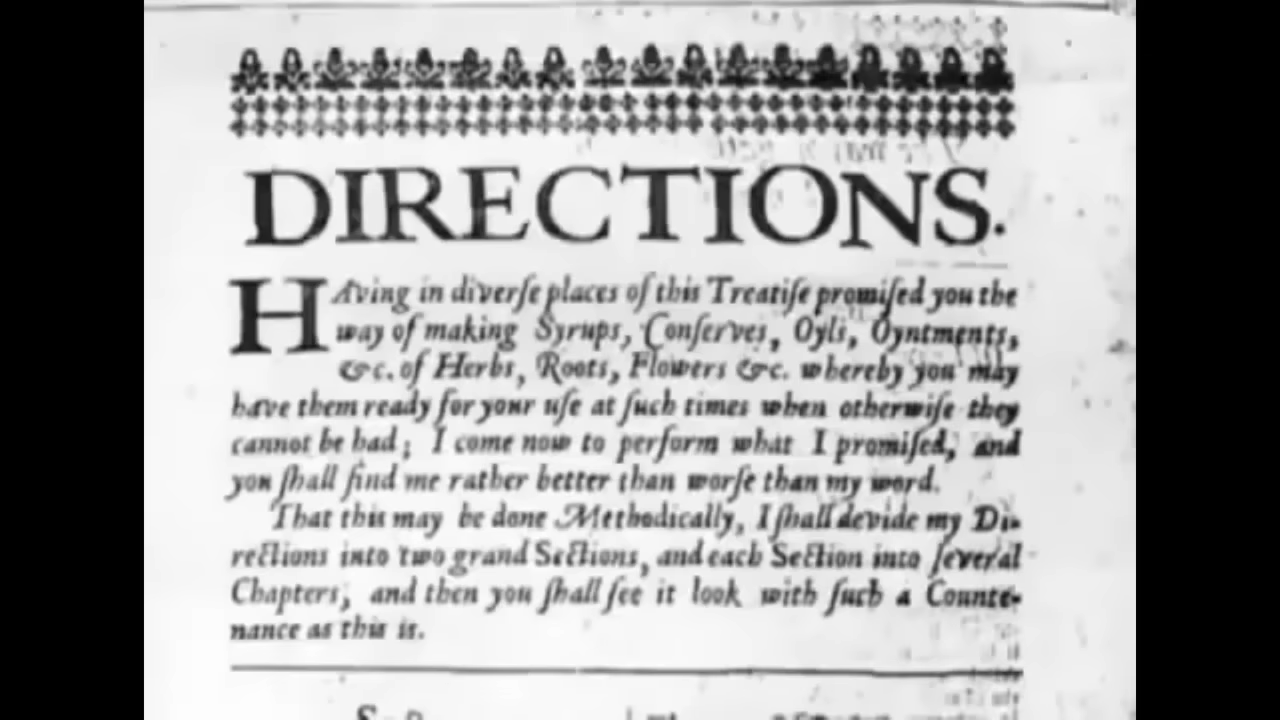 DIRECTIONS.
HAving in diverſe places of this Treatiſe promiſed you the
way of making Syrups, Conſerves, Oyls, Oyntments,
&c. of Herbs, Roots, Flowers &c. whereby you may
have them ready for your uſe at ſuch times when otherwiſe they
cannot be had; I come now to perform what I promiſed, and
you ſhall find me rather better than worſe than my word.
That this may be done Methodically, I ſhall devide my Di-
rections into two grand Sections, and each Section into ſeveral
Chapters, and then you ſhall ſee it look with ſuch a Counte-
nance as this is.